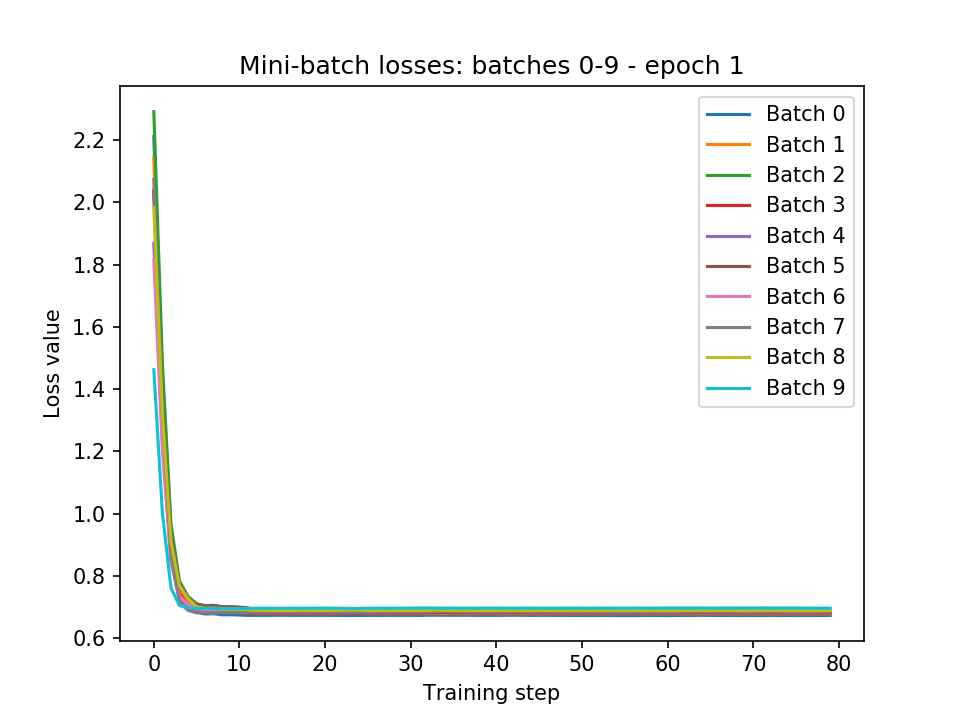 Mini-batch losses: batches 0-9 - epoch 1
Batch 0
Batch 1
Batch 2
Batch 3
Batch 4
Batch 5
Batch 6
Batch 7
Batch 8
Batch 9
Loss value
2.2
2.0
1.8
1.6
1.4
1.2
1.0
0.8
0.6
0 10 20 30 40 50 60 70 80
Training step